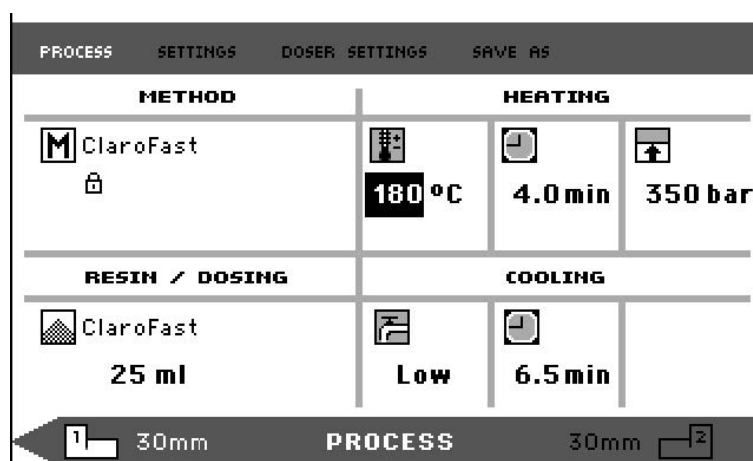 PROCESS SETTINGS DOSER SETTINGS SAVE AS
METHOD HEATING
M ClaroFast
180 °C 4.0 min 350 bar
RESIN / DOSING COOLING
ClaroFast
25 ml Low 6.5 min
1 30mm PROCESS 30mm 2